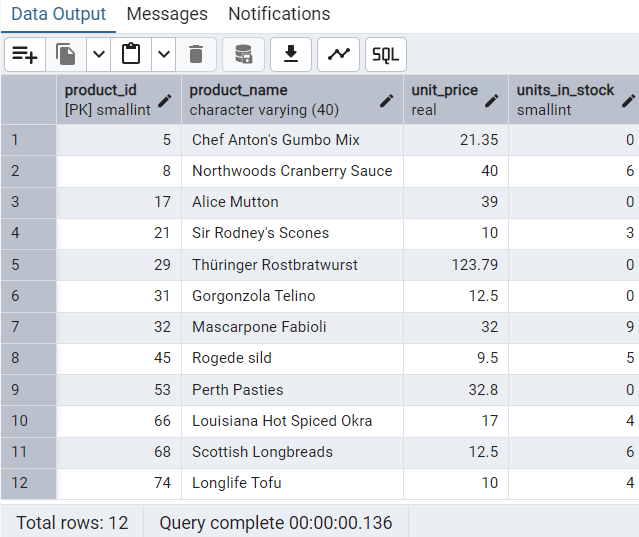 Data Output Messages Notifications
SQL
product_id product_name unit_price units_in_stock
[PK] smallint character varying (40) real smallint
1 5 Chef Anton's Gumbo Mix 21.35 0
2 8 Northwoods Cranberry Sauce 40 6
3 17 Alice Mutton 39 0
4 21 Sir Rodney's Scones 10 3
5 29 Thüringer Rostbratwurst 123.79 0
6 31 Gorgonzola Telino 12.5 0
7 32 Mascarpone Fabioli 32 9
8 45 Rogede sild 9.5 5
9 53 Perth Pasties 32.8 0
10 66 Louisiana Hot Spiced Okra 17 4
11 68 Scottish Longbreads 12.5 6
12 74 Longlife Tofu 10 4
Total rows: 12 Query complete 00:00:00.136